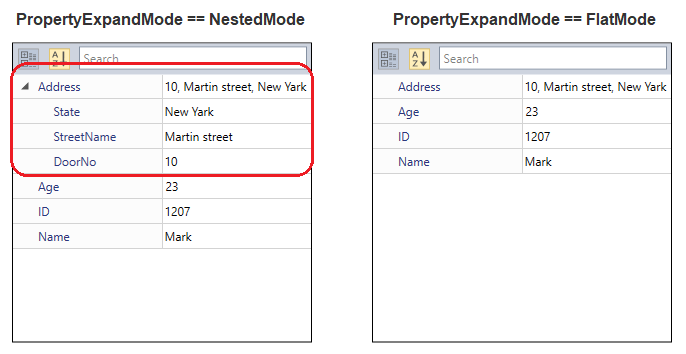 PropertyExpandMode == NestedMode
A Z Search
Address 10, Martin street, New Yark
State New Yark
StreetName Martin street
DoorNo 10
Age 23
ID 1207
Name Mark
PropertyExpandMode == FlatMode
A Z Search
Address 10, Martin street, New Yark
Age 23
ID 1207
Name Mark